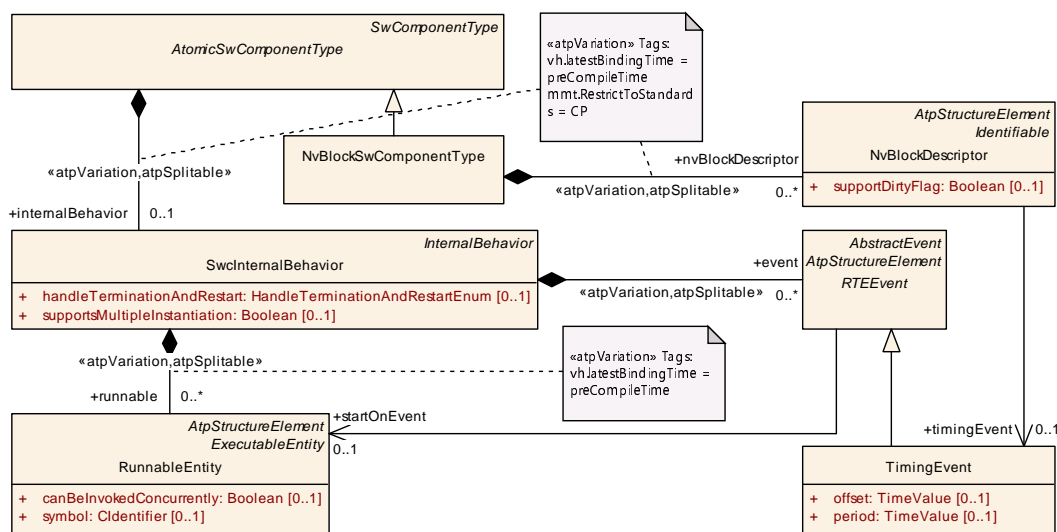 SwComponentType
AtomicSwComponentType
«atpVariation» Tags:
vh.latestBindingTime =
preCompileTime
mmt.RestrictToStandard
s = CP
AtpStructureElement
Identifiable
NvBlockDescriptor
+ supportDirtyFlag: Boolean [0..1]
NvBlockSwComponentType
+nvBlockDescriptor
«atpVariation,atpSplitable»
0..*
«atpVariation,atpSplitable»
+internalBehavior
0..1
InternalBehavior
SwcInternalBehavior
+ handleTerminationAndRestart: HandleTerminationAndRestartEnum [0..1]
+ supportsMultipleInstantiation: Boolean [0..1]
+event
«atpVariation,atpSplitable»
0..*
AbstractEvent
AtpStructureElement
RTEEvent
«atpVariation,atpSplitable»
+runnable
0..*
«atpVariation» Tags:
vh.latestBindingTime =
preCompileTime
+startOnEvent
0..1
AtpStructureElement
ExecutableEntity
RunnableEntity
+ canBeInvokedConcurrently: Boolean [0..1]
+ symbol: CIdentifier [0..1]
+timingEvent
0..1
TimingEvent
+ offset: TimeValue [0..1]
+ period: TimeValue [0..1]